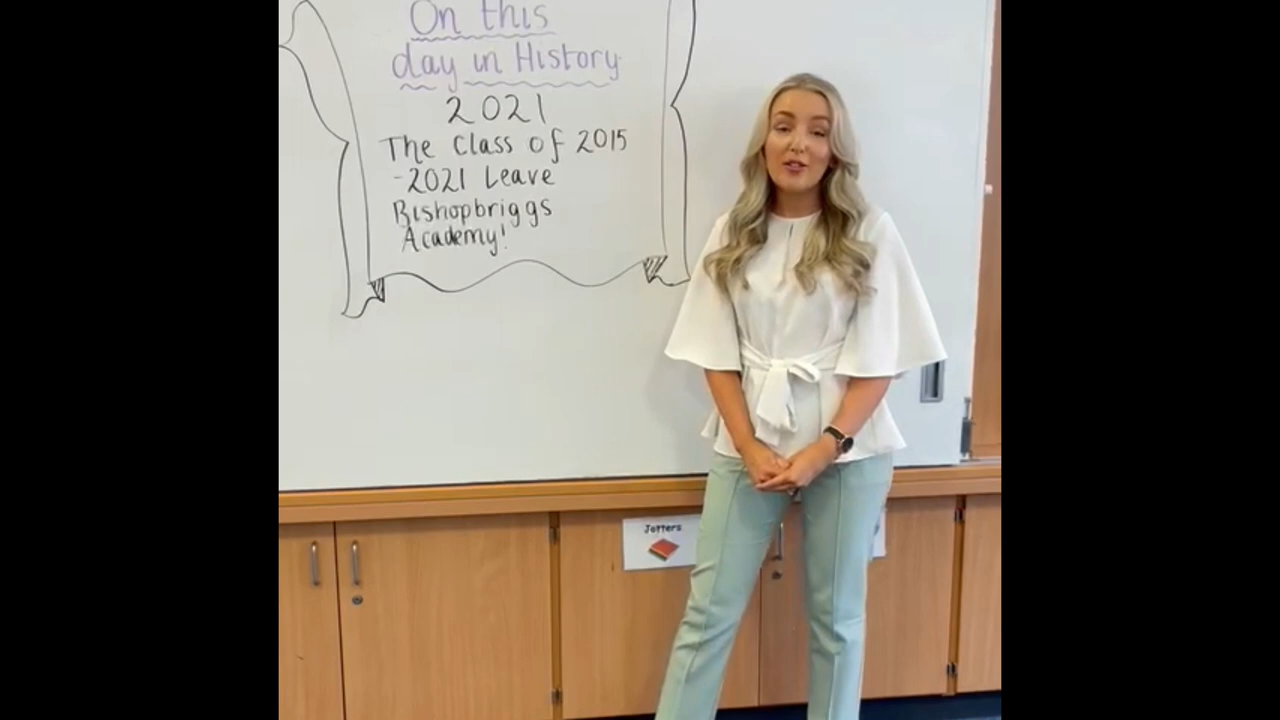 On this
day in History
2021
The Class of 2015
-2021 Leave
Bishopbriggs
Academy!
Jotters